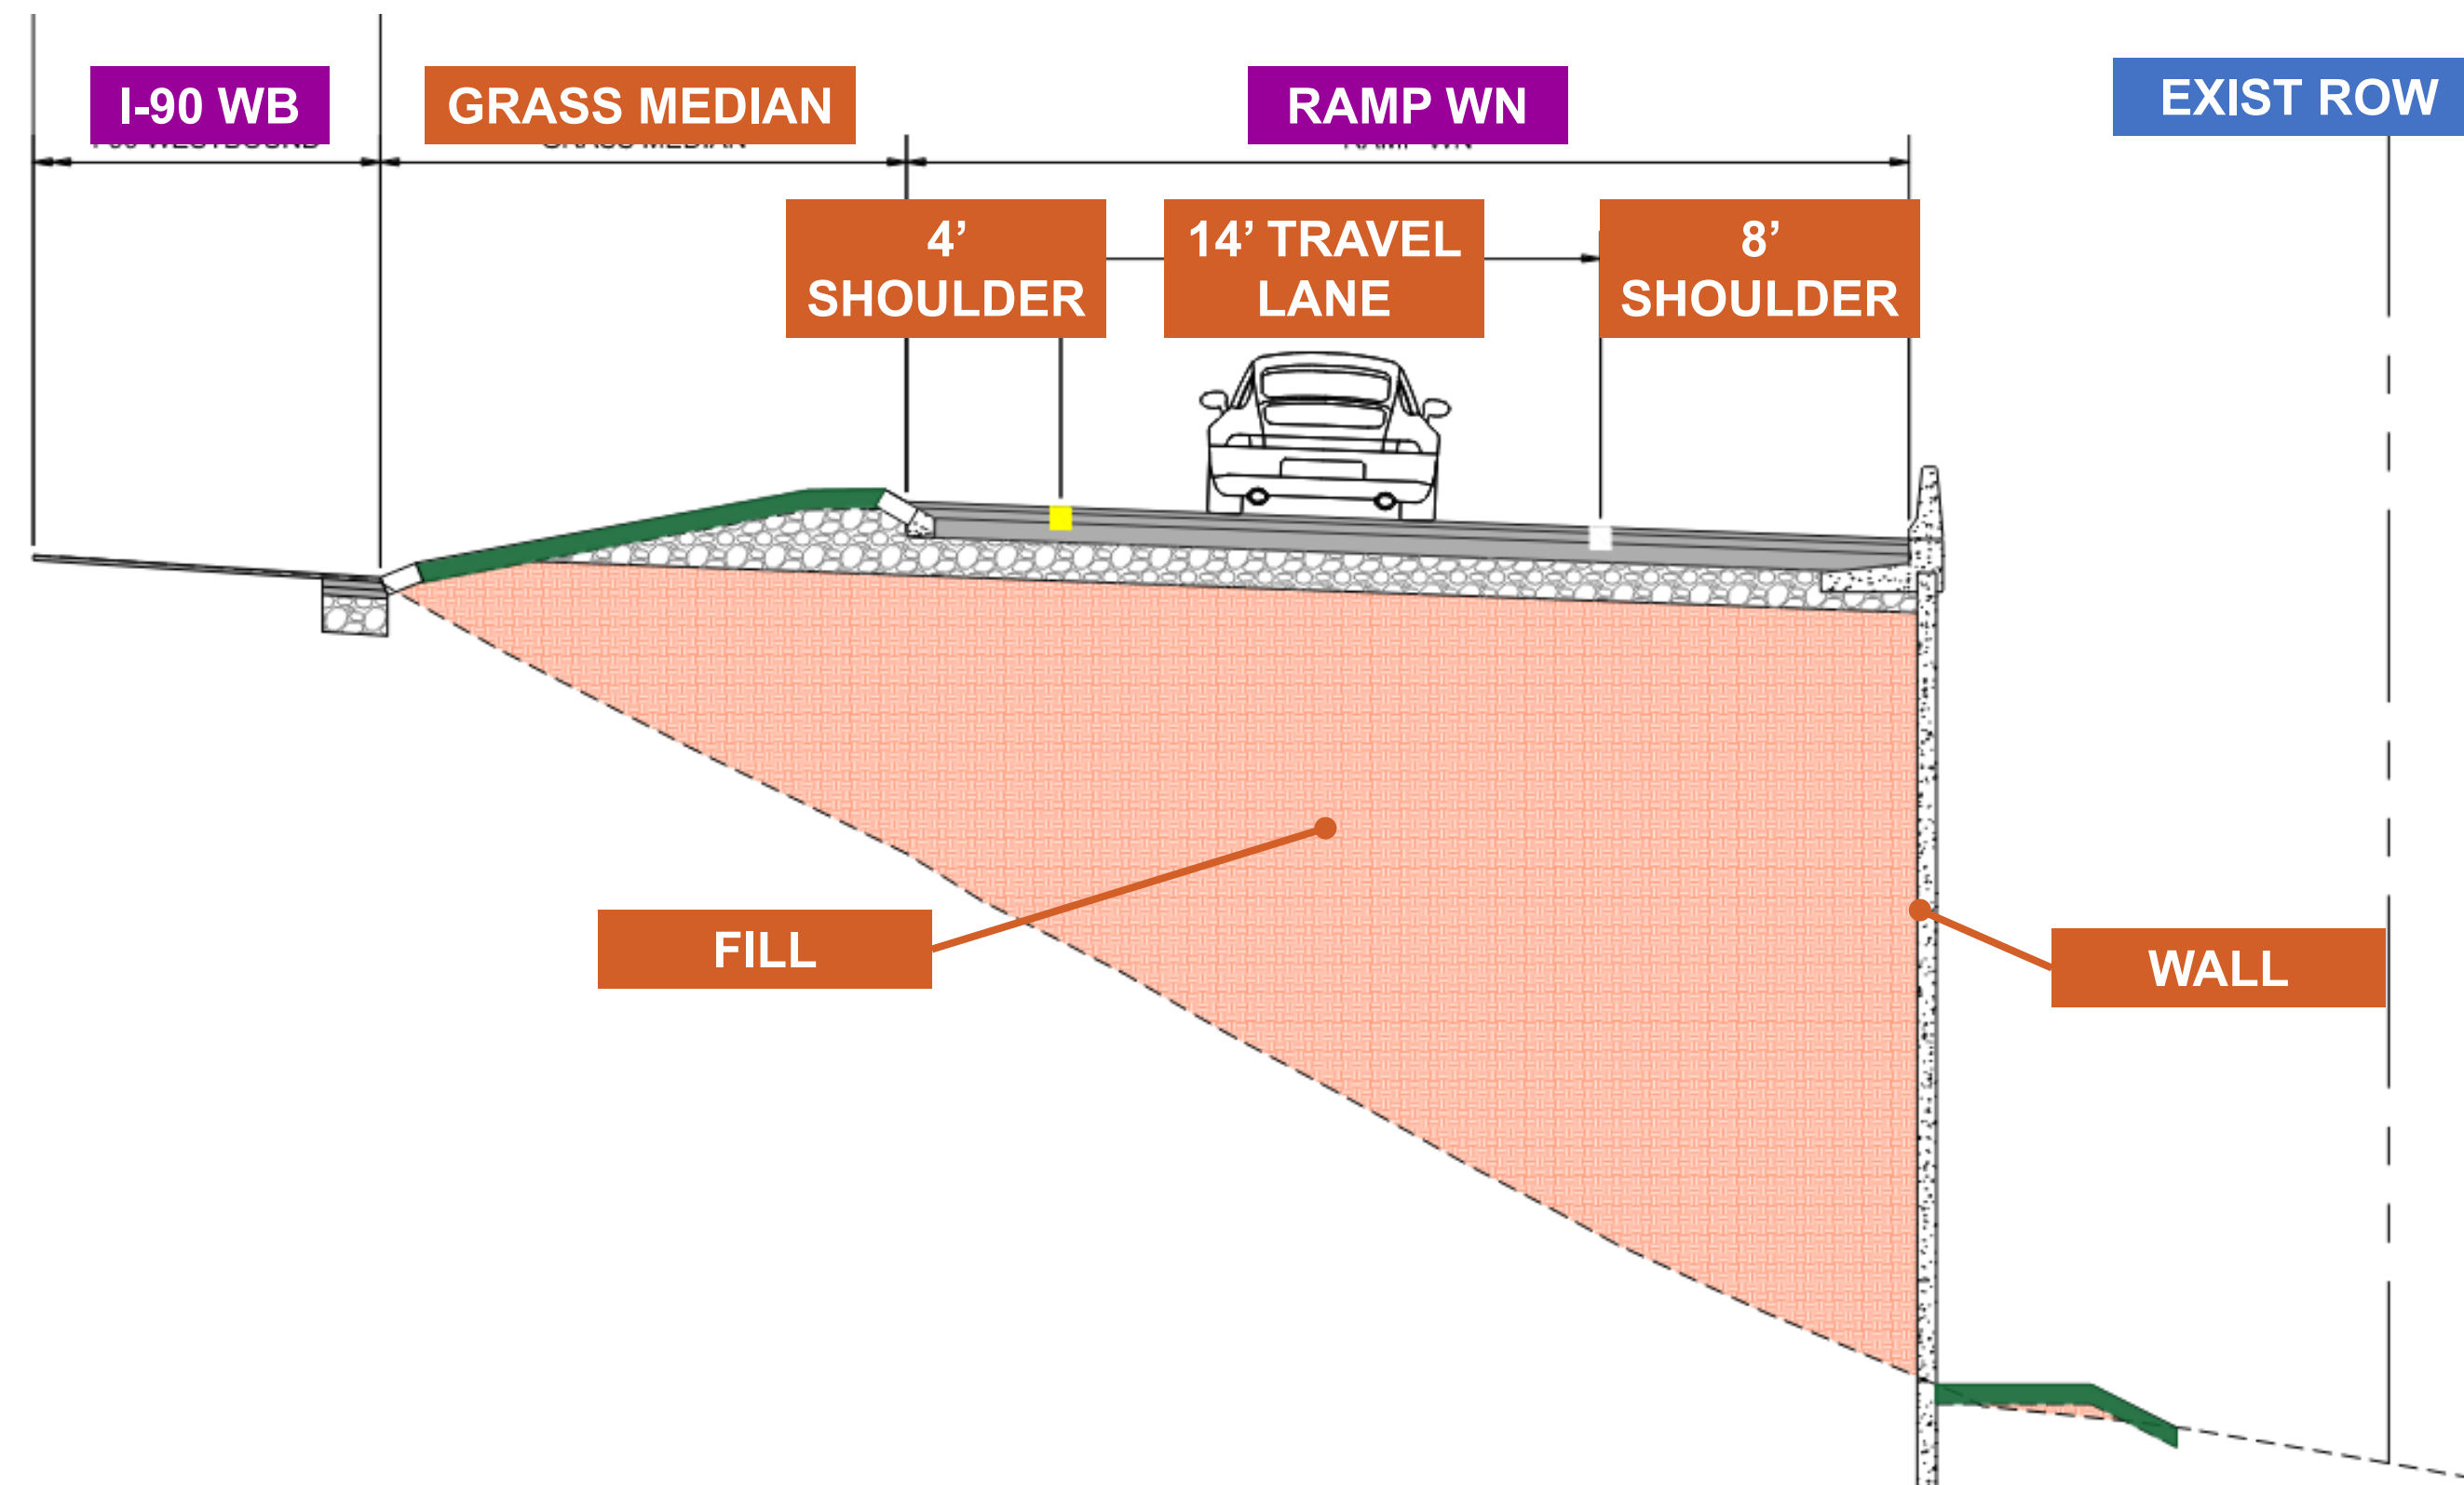 I-90 WB
GRASS MEDIAN
RAMP WN
EXIST ROW
4’
SHOULDER
14’ TRAVEL
LANE
8’
SHOULDER
FILL
WALL